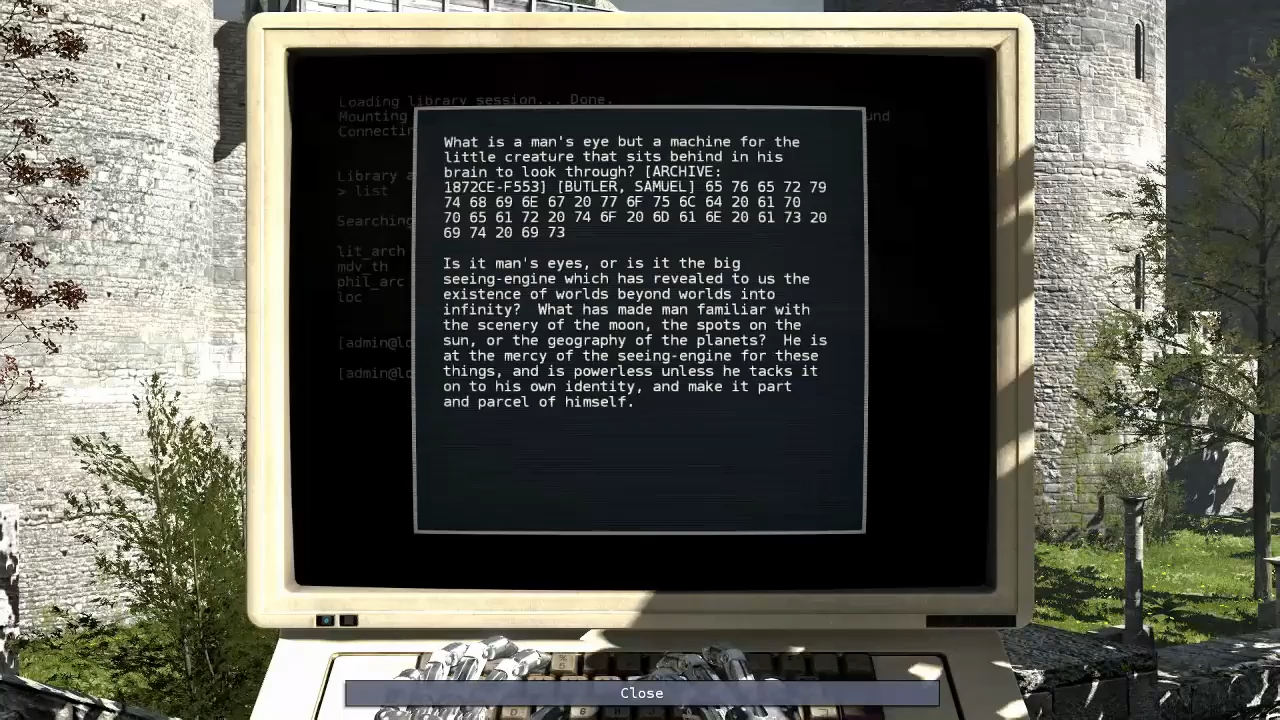 Loading library session... Done.
Mounting
Connectin
What is a man's eye but a machine for the
little creature that sits behind in his
brain to look through? [ARCHIVE:
1872CE-F553] [BUTLER, SAMUEL] 65 76 65 72 79
74 68 69 6E 67 20 77 6F 75 6C 64 20 61 70
70 65 61 72 20 74 6F 20 6D 61 6E 20 61 73 20
69 74 20 69 73
Is it man's eyes, or is it the big
seeing-engine which has revealed to us the
existence of worlds beyond worlds into
infinity?  What has made man familiar with
the scenery of the moon, the spots on the
sun, or the geography of the planets?  He is
at the mercy of the seeing-engine for these
things, and is powerless unless he tacks it
on to his own identity, and make it part
and parcel of himself.
Library a
> list
Searching
lit_arch
mdv_th
phil_arc
loc
[admin@lo
[admin@lo
Close